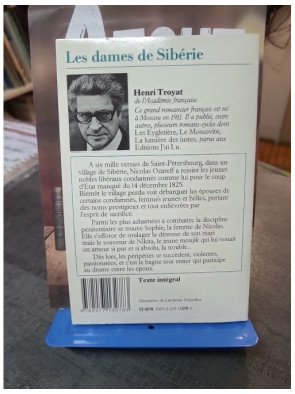 Les dames de Sibérie
Henri Troyat
de l'Académie française
Ce grand romancier français est né
à Moscou en 1911. Il a publié, entre
autres, plusieurs romans-cycles dont
Les Eygletière, Le Moscovite,
La lumière des justes, parus aux
Editions J'ai Lu.
A six mille verstes de Saint-Pétersbourg, dans un
village de Sibérie, Nicolas Ozareff a rejoint les jeunes
nobles libéraux condamnés comme lui pour le coup
d'Etat manqué du 14 décembre 1825.
Bientôt le village perdu voit débarquer les épouses de
certains condamnés, femmes jeunes et belles, portant
des noms prestigieux et tout enfiévrées par
l'esprit de sacrifice.
Parmi les plus acharnées à combattre la discipline
pénitentiaire se trouve Sophie, la femme de Nicolas.
Elle s'efforce de soulager la détresse de son mari
mais le souvenir de Nikita, le jeune moujik qui lui vouait
un amour si pur et si absolu, la trouble...
Dès lors, les péripéties se succèdent, violentes,
passionnées, et c'est le bagne tout entier qui participe
au drame entre les époux.
Texte intégral